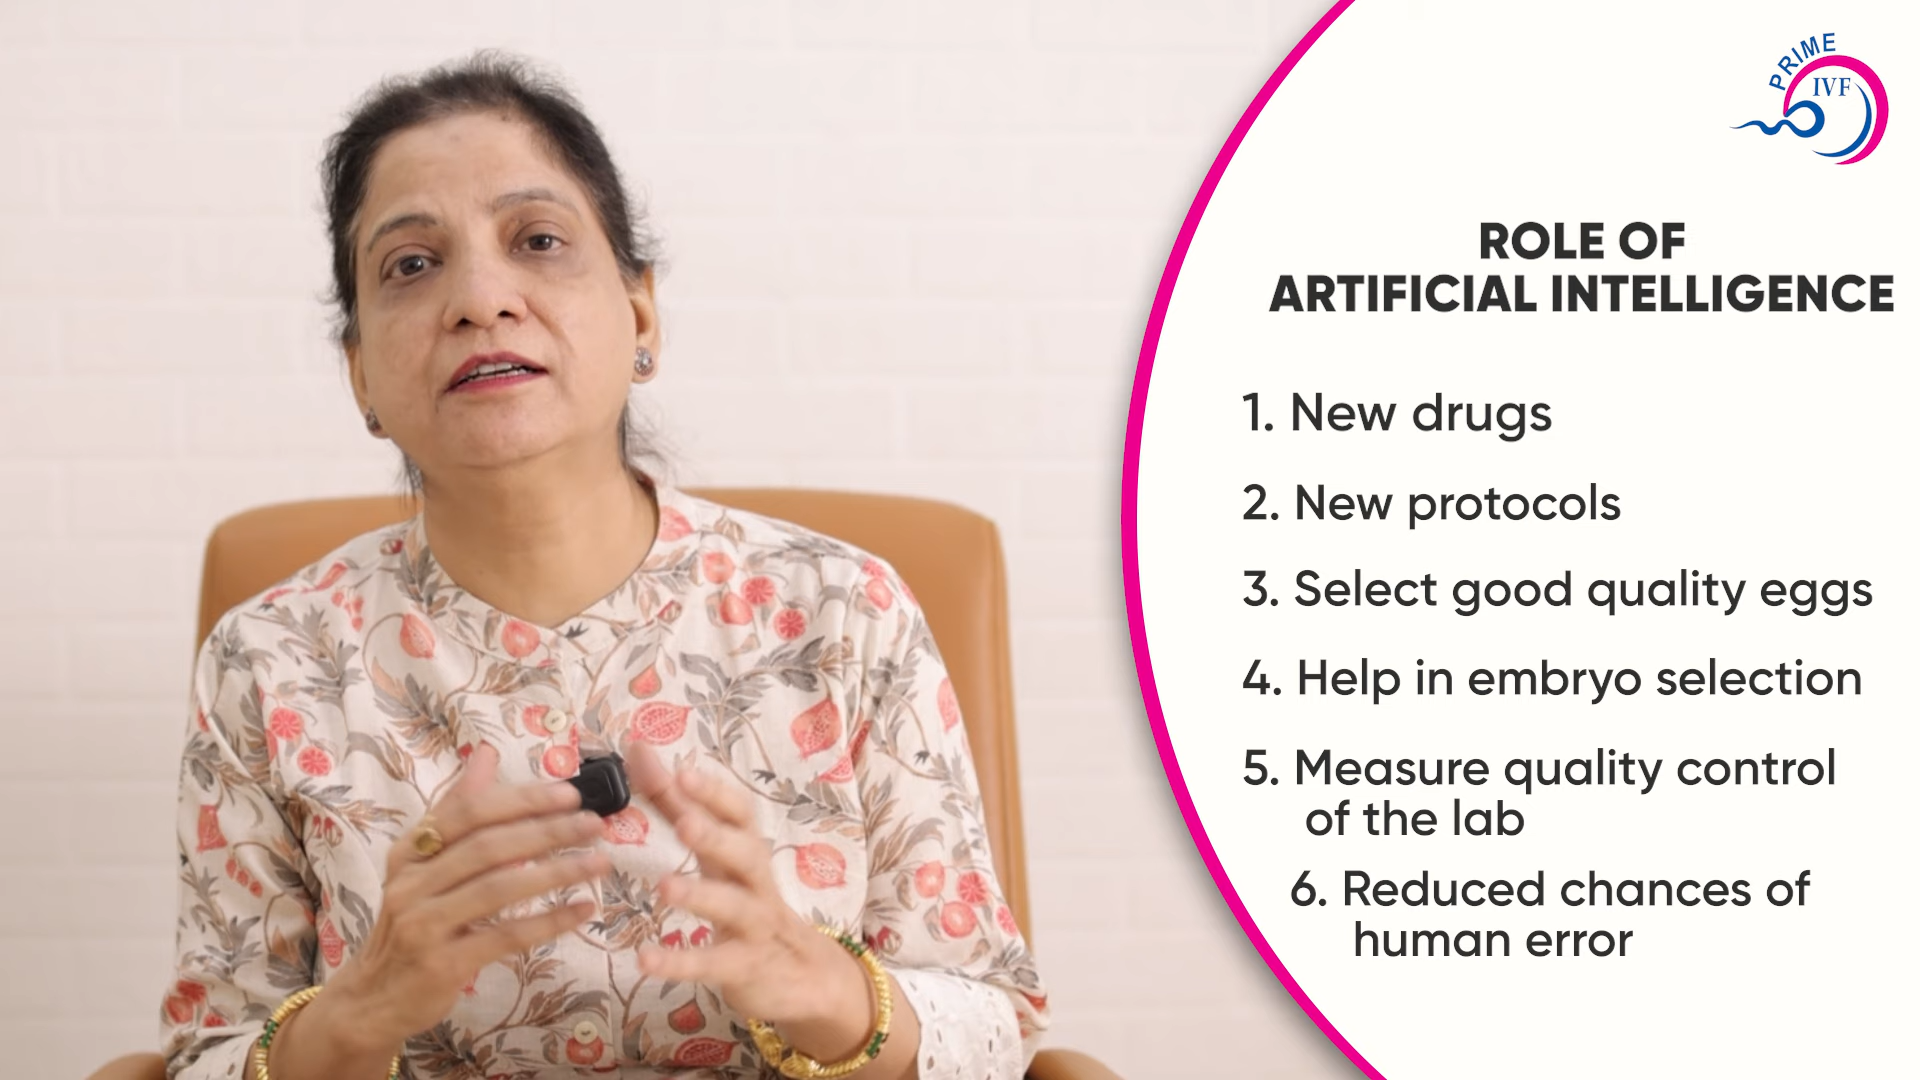 PRIME
IVF
ROLE OF
ARTIFICIAL INTELLIGENCE
1. New drugs
2. New protocols
3. Select good quality eggs
4. Help in embryo selection
5. Measure quality control
of the lab
6. Reduced chances of
human error